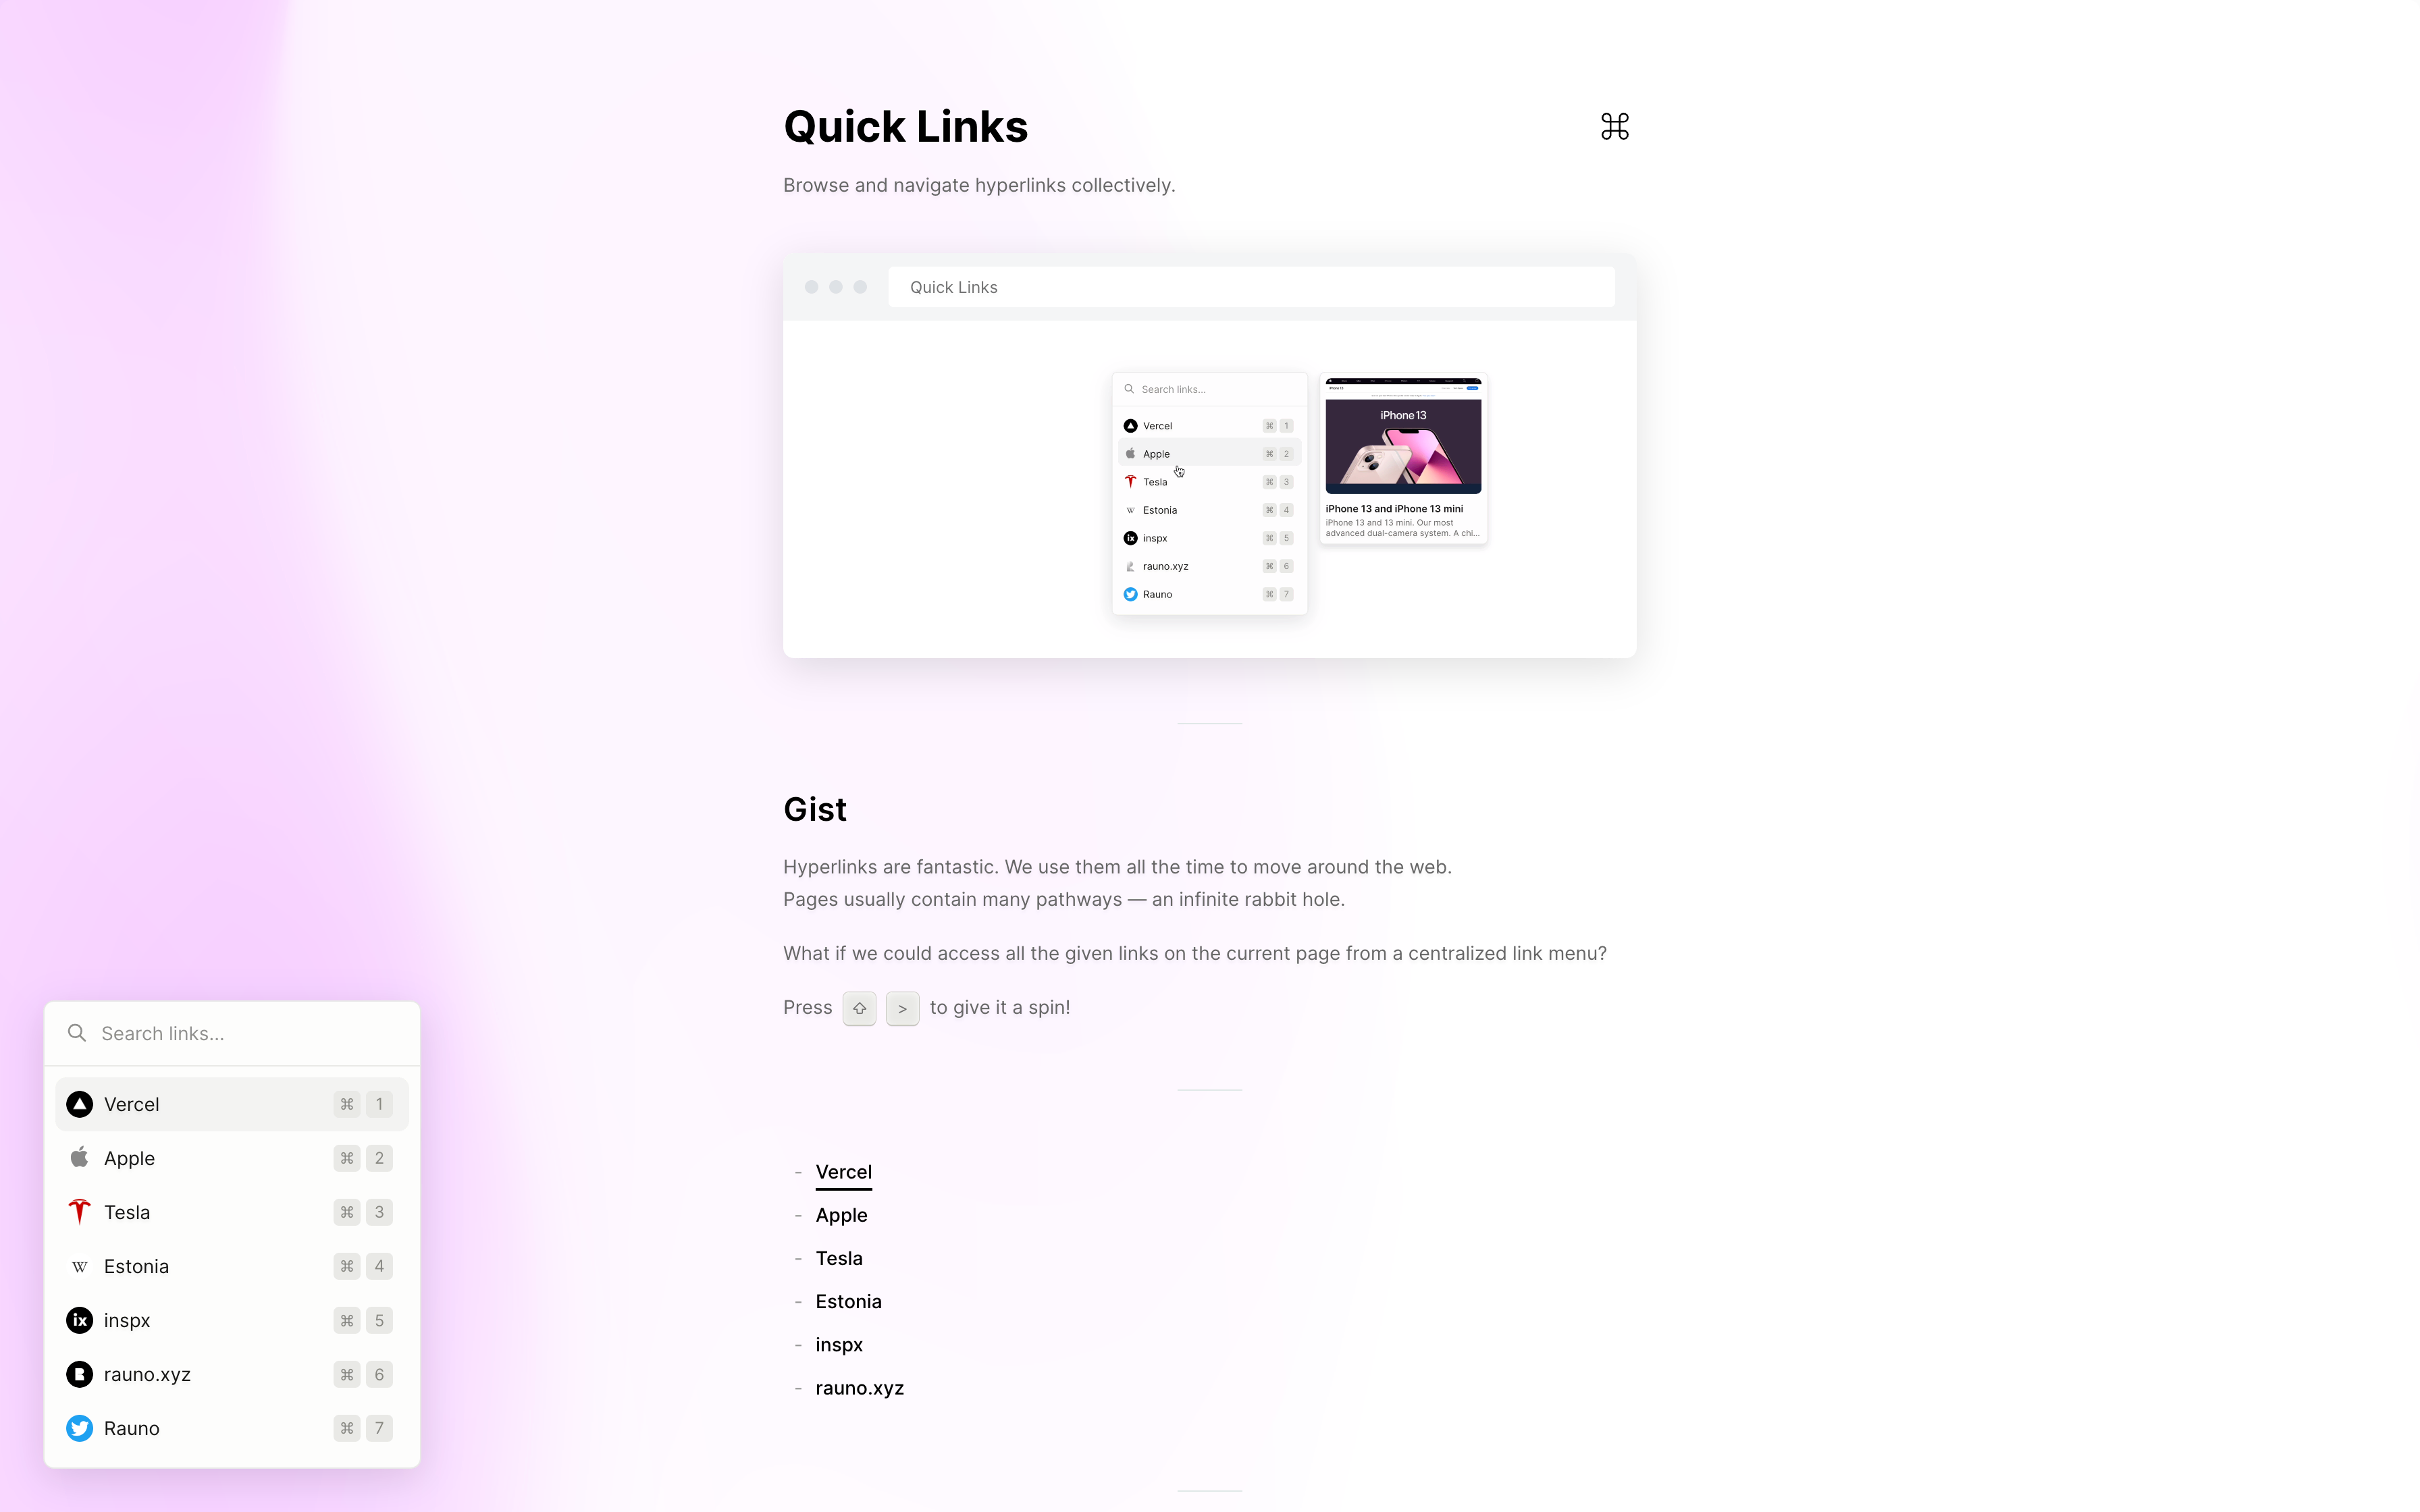 Quick Links
⌘
Browse and navigate hyperlinks collectively.
Quick Links
Search links...
Vercel ⌘ 1
Apple ⌘ 2
Tesla ⌘ 3
W Estonia ⌘ 4
ix inspx ⌘ 5
rauno.xyz ⌘ 6
Rauno ⌘ 7
iPhone 13
iPhone 13
iPhone 13 and iPhone 13 mini
iPhone 13 and 13 mini. Our most
advanced dual-camera system. A chi...
Gist
Hyperlinks are fantastic. We use them all the time to move around the web.
Pages usually contain many pathways — an infinite rabbit hole.
What if we could access all the given links on the current page from a centralized link menu?
Press ⇧ > to give it a spin!
- Vercel
- Apple
- Tesla
- Estonia
- inspx
- rauno.xyz
Search links...
Vercel ⌘ 1
Apple ⌘ 2
Tesla ⌘ 3
W Estonia ⌘ 4
ix inspx ⌘ 5
R rauno.xyz ⌘ 6
Rauno ⌘ 7